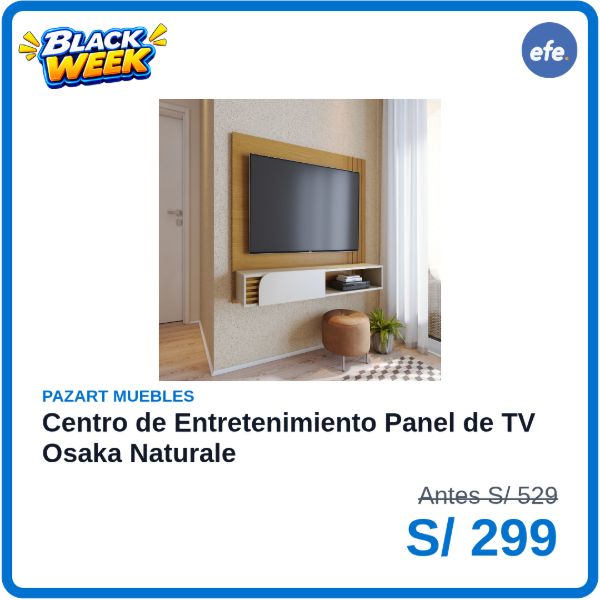 BLACK
WEEK
efe.
PAZART MUEBLES
Centro de Entretenimiento Panel de TV
Osaka Naturale
Antes S/ 529
S/ 299